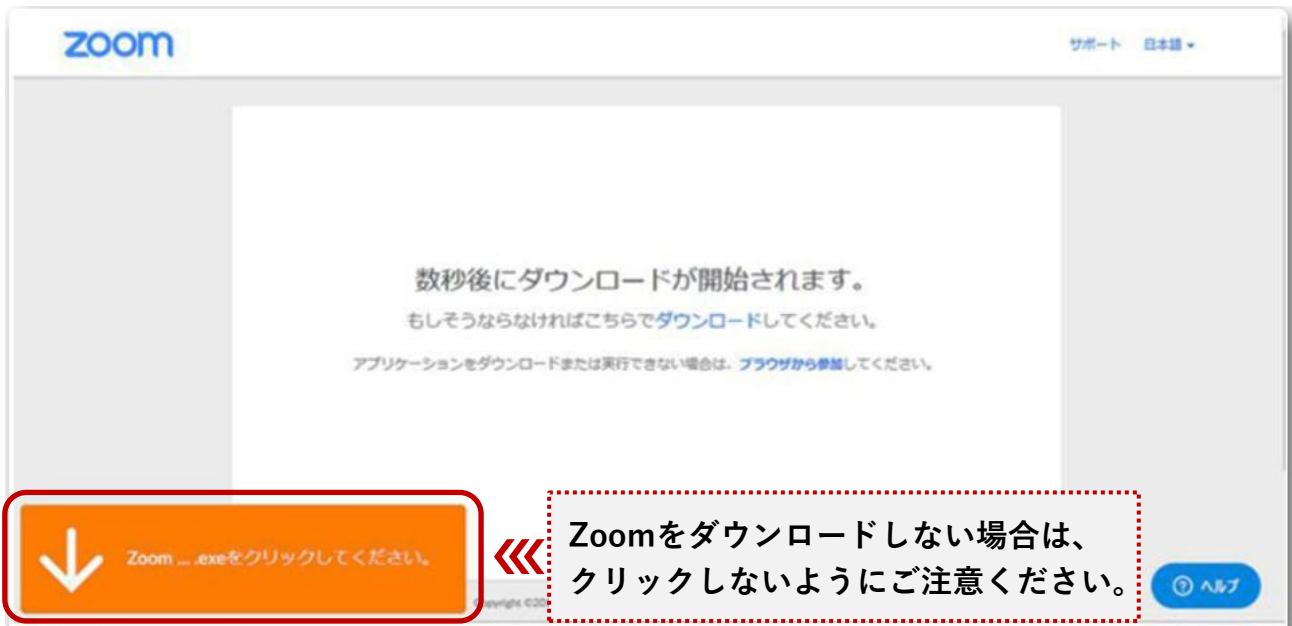 zoom
サポート 日本語
数秒後にダウンロードが開始されます。
もしそうならなければこちらでダウンロードしてください。
アプリケーションをダウンロードまたは実行できない場合は、ブラウザから参加してください。
Zoom ... .exeをクリックしてください。
Zoomをダウンロードしない場合は、
クリックしないようにご注意ください。
Copyright ©20
ヘルプ